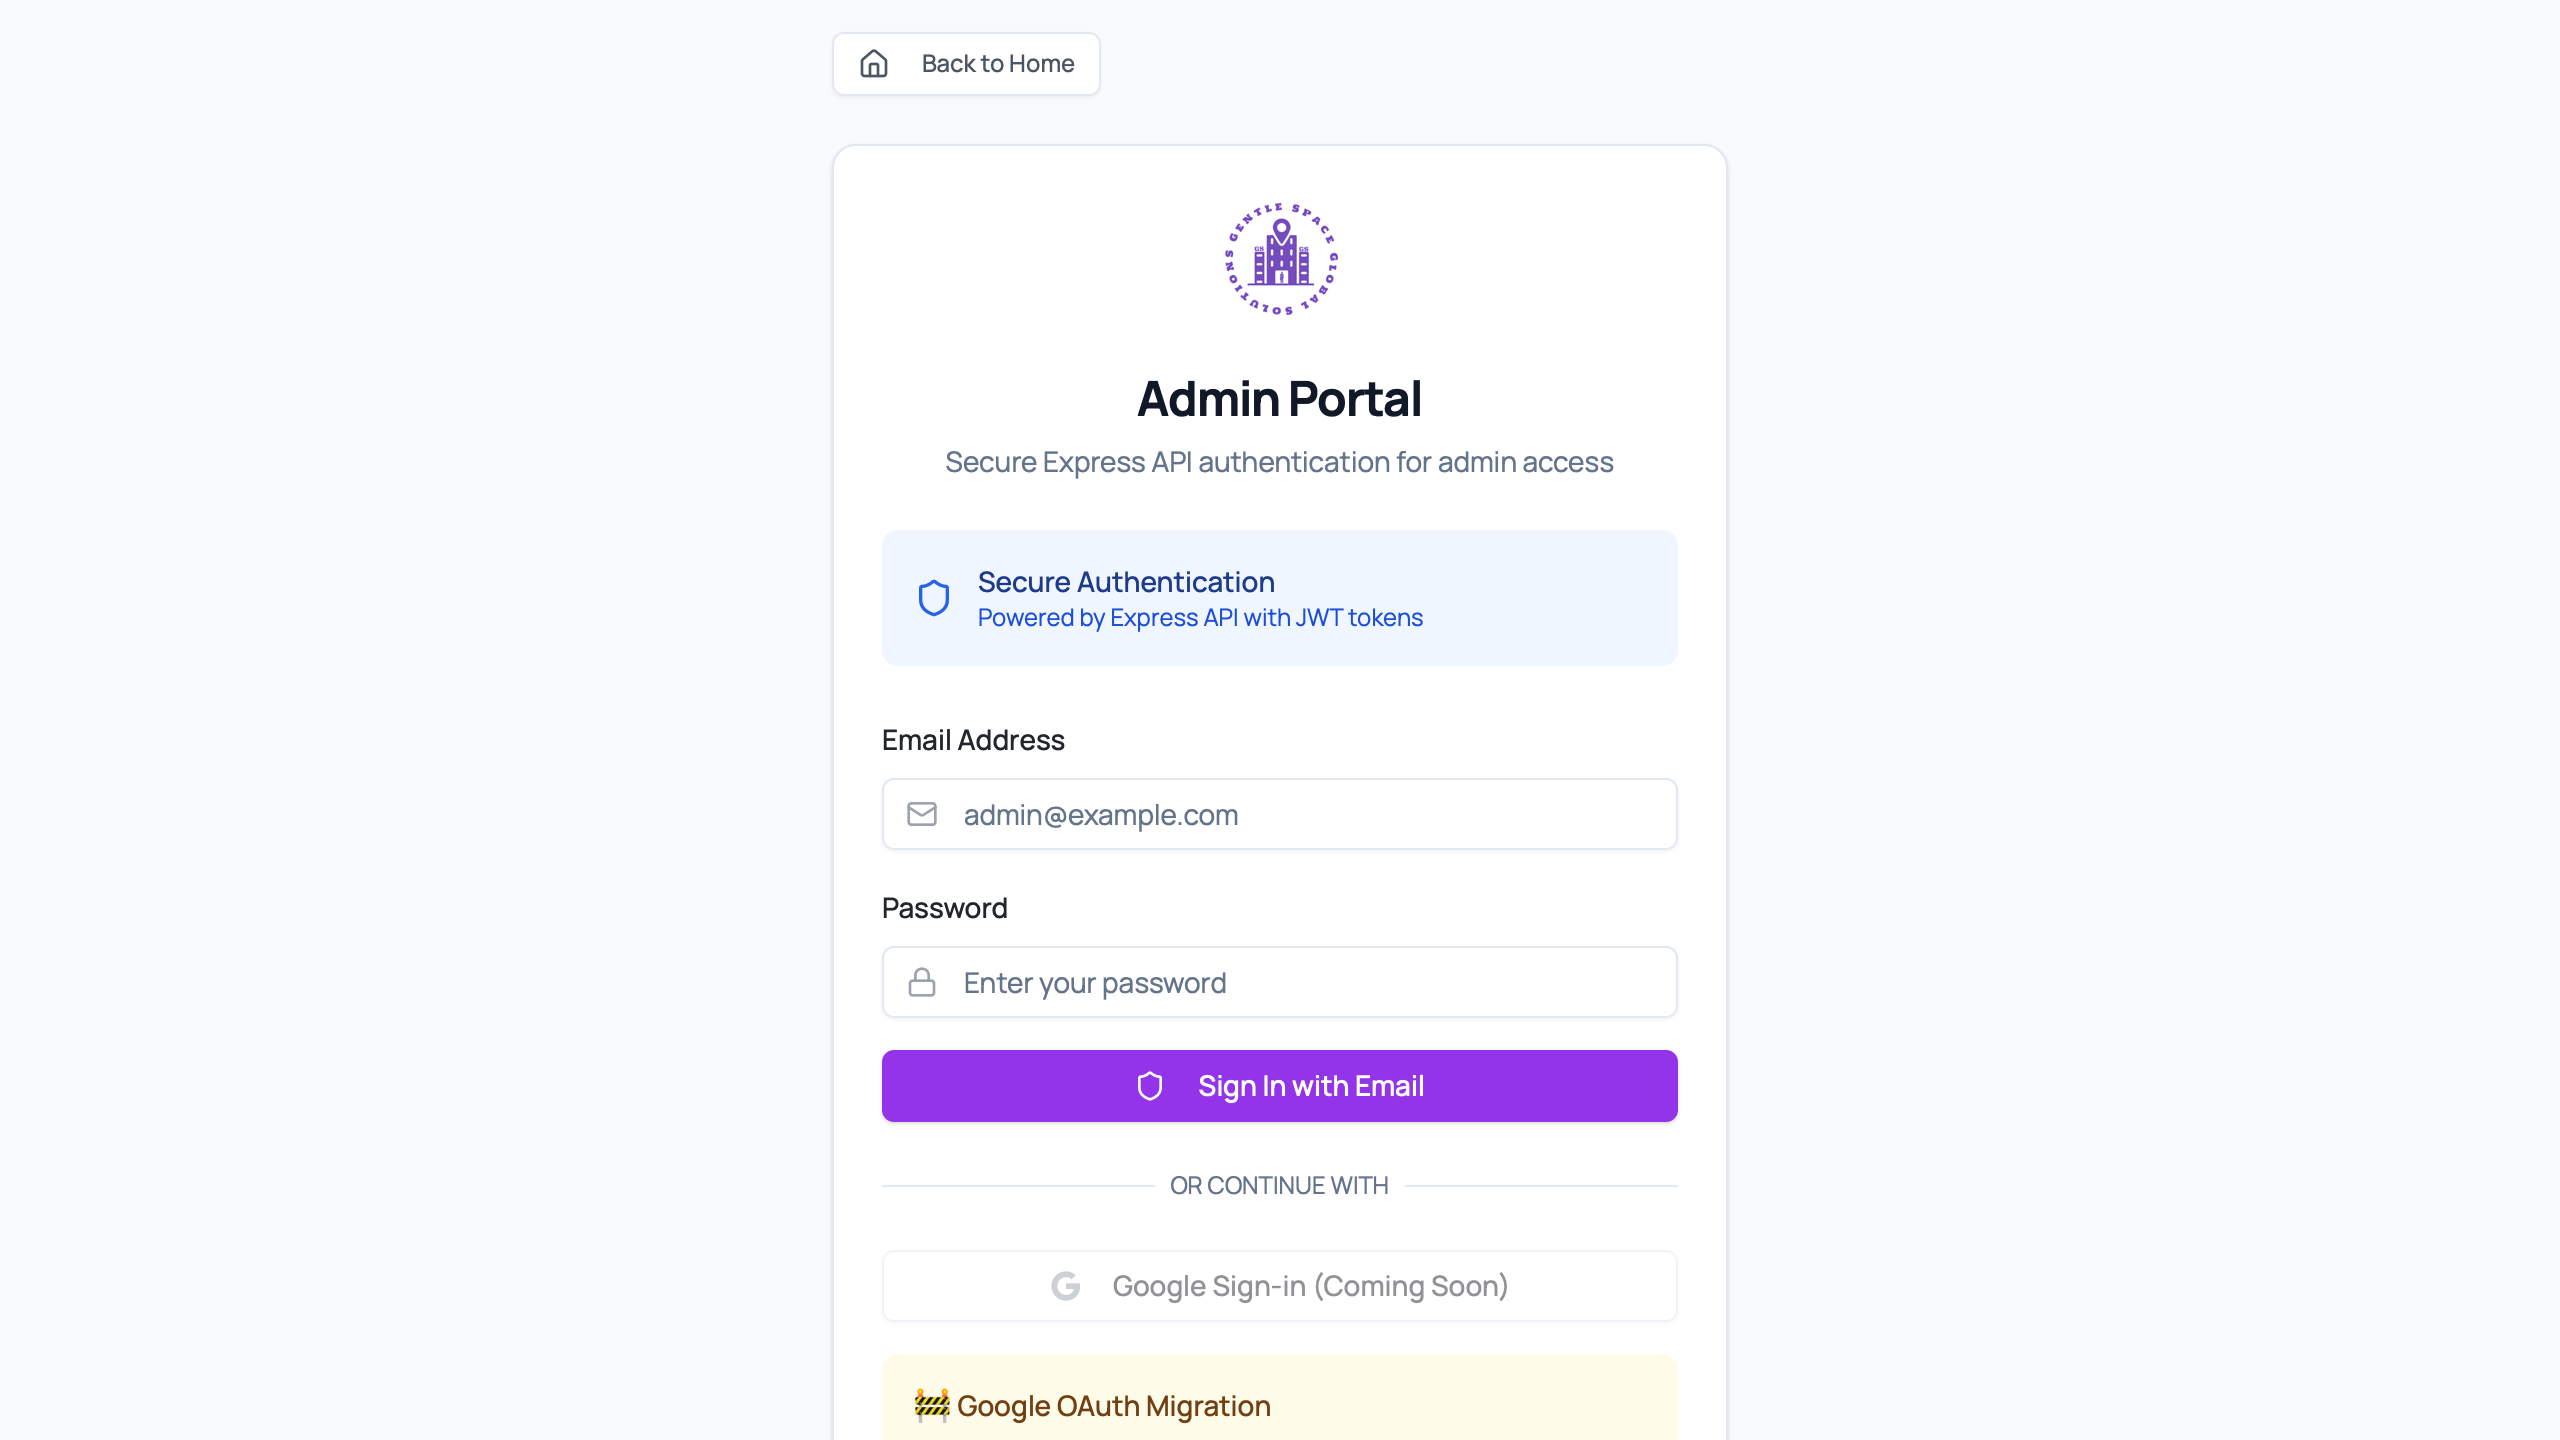 Back to Home
GENTLE SPACE GLOBAL SOLUTIONS
GS GS
Admin Portal
Secure Express API authentication for admin access
Secure Authentication
Powered by Express API with JWT tokens
Email Address
admin@example.com
Password
Enter your password
Sign In with Email
OR CONTINUE WITH
Google Sign-in (Coming Soon)
🚧 Google OAuth Migration